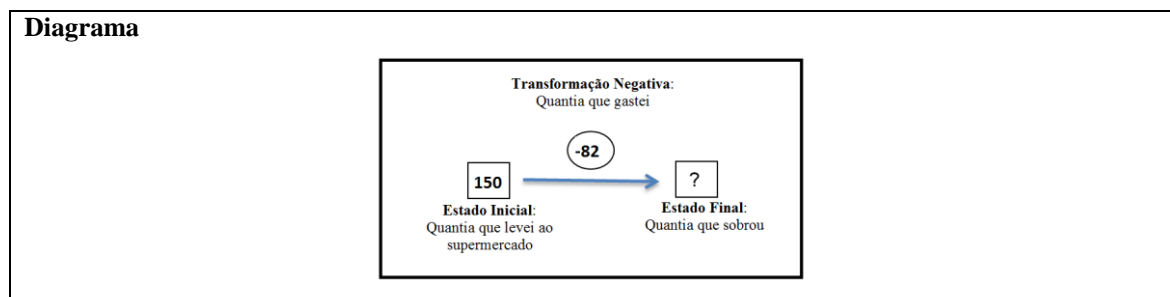 Diagrama
Transformação Negativa:
Quantia que gastei
-82
150
?
Estado Inicial:
Quantia que levei ao
supermercado
Estado Final:
Quantia que sobrou